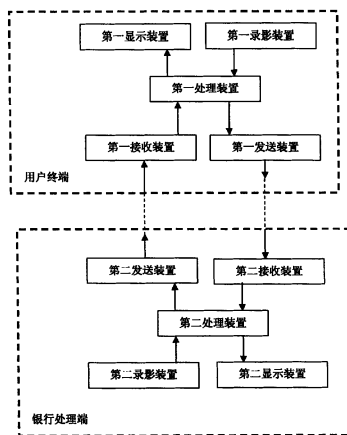 第一显示装置
第一录影装置
第一处理装置
第一接收装置
第一发送装置
用户终端
第二发送装置
第二接收装置
第二处理装置
第二录影装置
第二显示装置
银行处理端